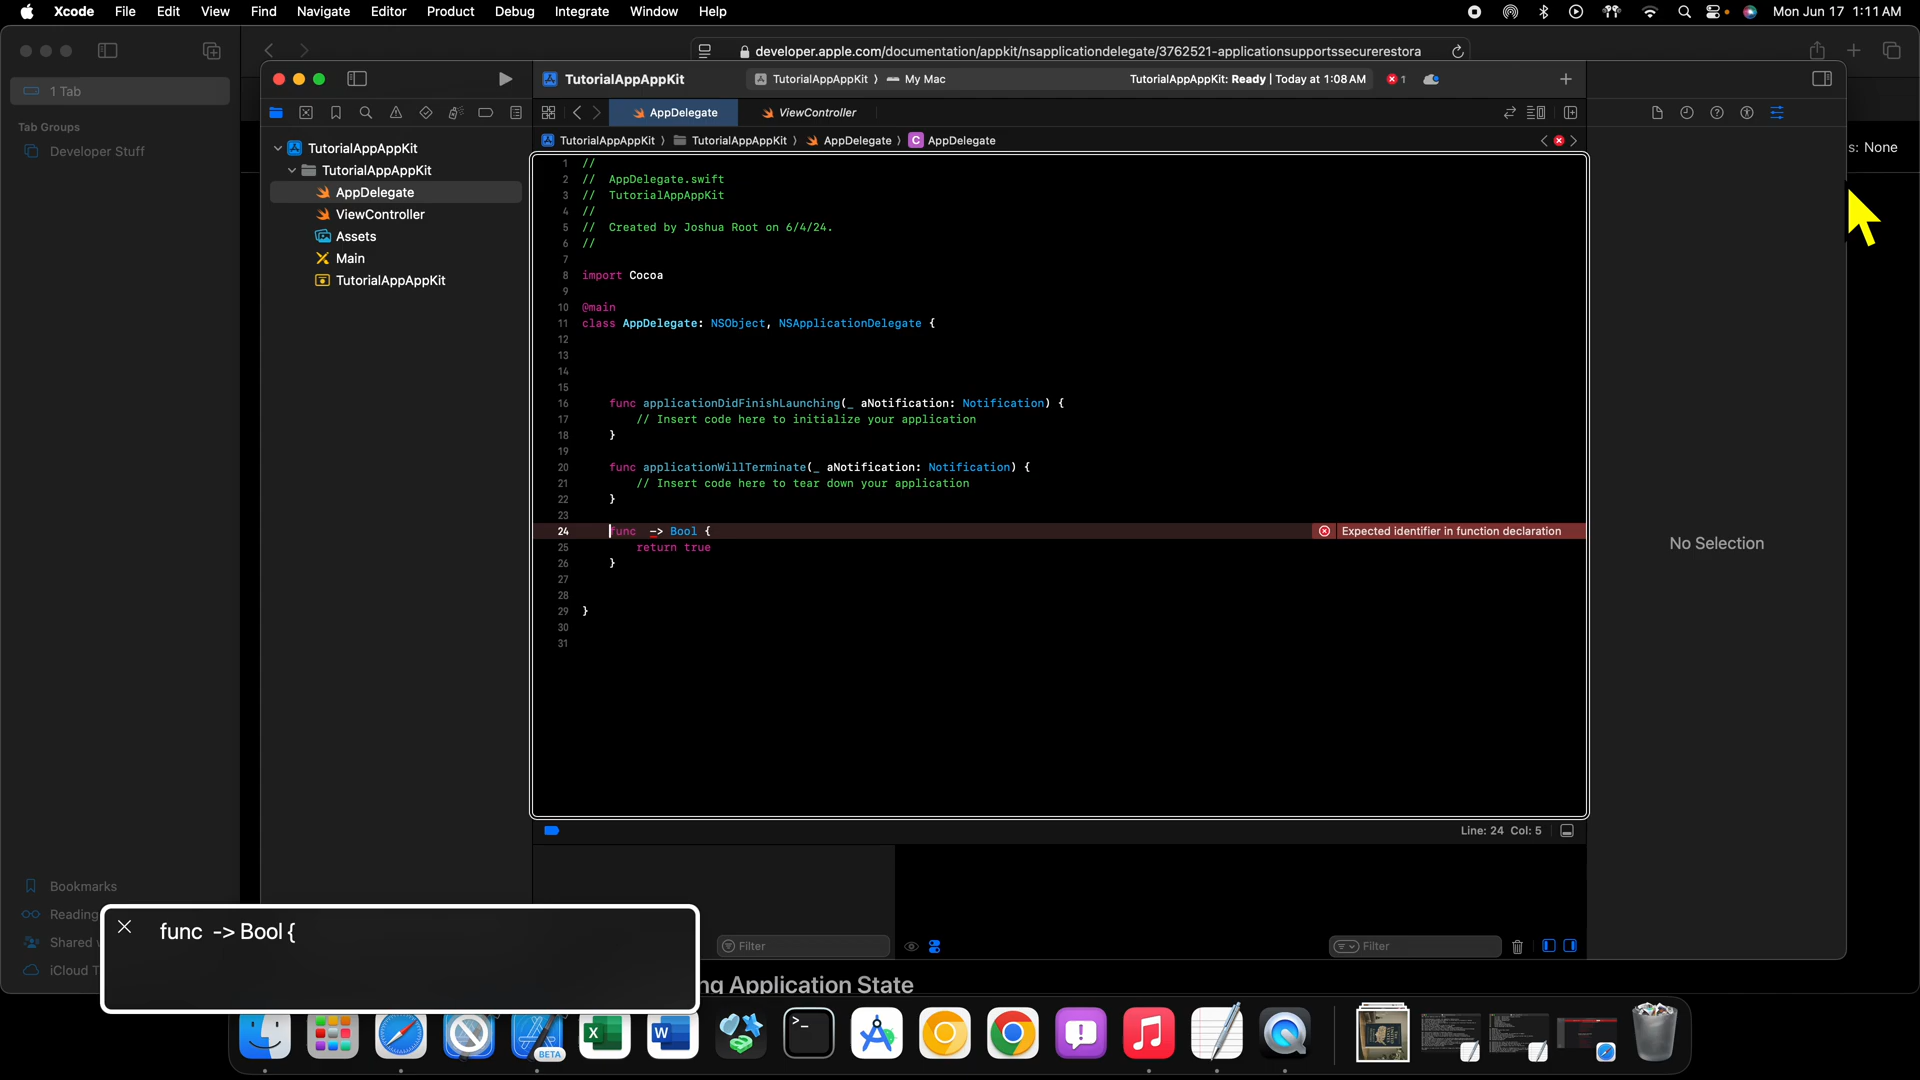 Xcode File Edit View Find Navigate Editor Product Debug Integrate Window Help Mon Jun 17 1:11 AM
developer.apple.com/documentation/appkit/nsapplicationdelegate/3762521-applicationsupportssecurerestora
1 Tab
Tab Groups
Developer Stuff
TutorialAppAppKit
TutorialAppAppKit 〉 My Mac
TutorialAppAppKit: Ready | Today at 1:08 AM
1
AppDelegate ViewController
TutorialAppAppKit 〉 TutorialAppAppKit 〉 AppDelegate 〉 C AppDelegate
s: None
TutorialAppAppKit
TutorialAppAppKit
AppDelegate
ViewController
Assets
Main
TutorialAppAppKit
1 //
2 // AppDelegate.swift
3 // TutorialAppAppKit
4 //
5 // Created by Joshua Root on 6/4/24.
6 //
7
8 import Cocoa
9
10 @main
11 class AppDelegate: NSObject, NSApplicationDelegate {
12
13
14
15
16 func applicationDidFinishLaunching(_ aNotification: Notification) {
17 // Insert code here to initialize your application
18 }
19
20 func applicationWillTerminate(_ aNotification: Notification) {
21 // Insert code here to tear down your application
22 }
23
24 func -> Bool { Expected identifier in function declaration
25 return true
26 }
27
28
29 }
30
31
No Selection
Line: 24 Col: 5
Bookmarks
Reading
Shared
iCloud T
func -> Bool {
Filter
Filter
ng Application State
BETA